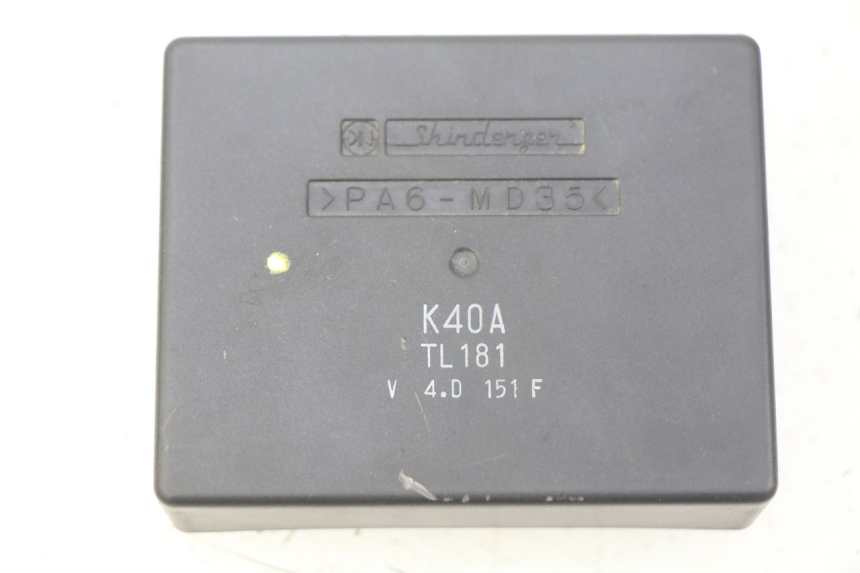 Shindengen
>PA6-MD35<
K40A
TL181
V 4.D 151 F